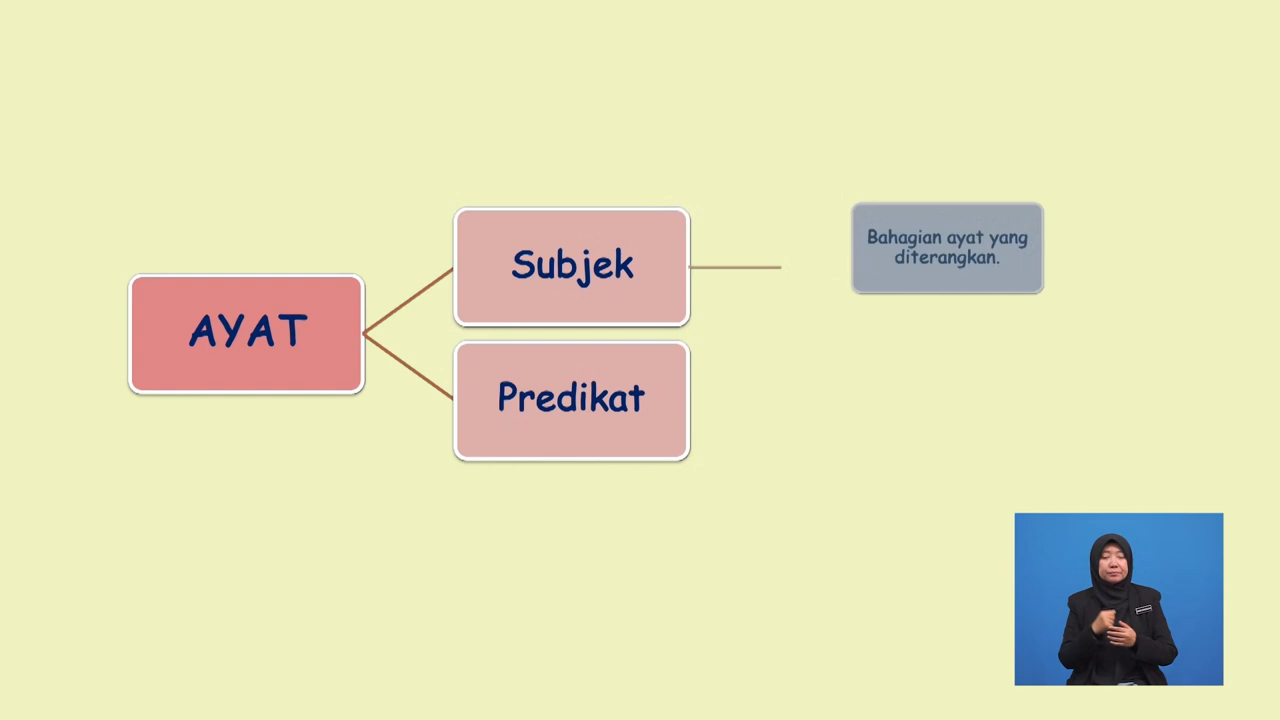 AYAT
Subjek
Predikat
Bahagian ayat yang
diterangkan.